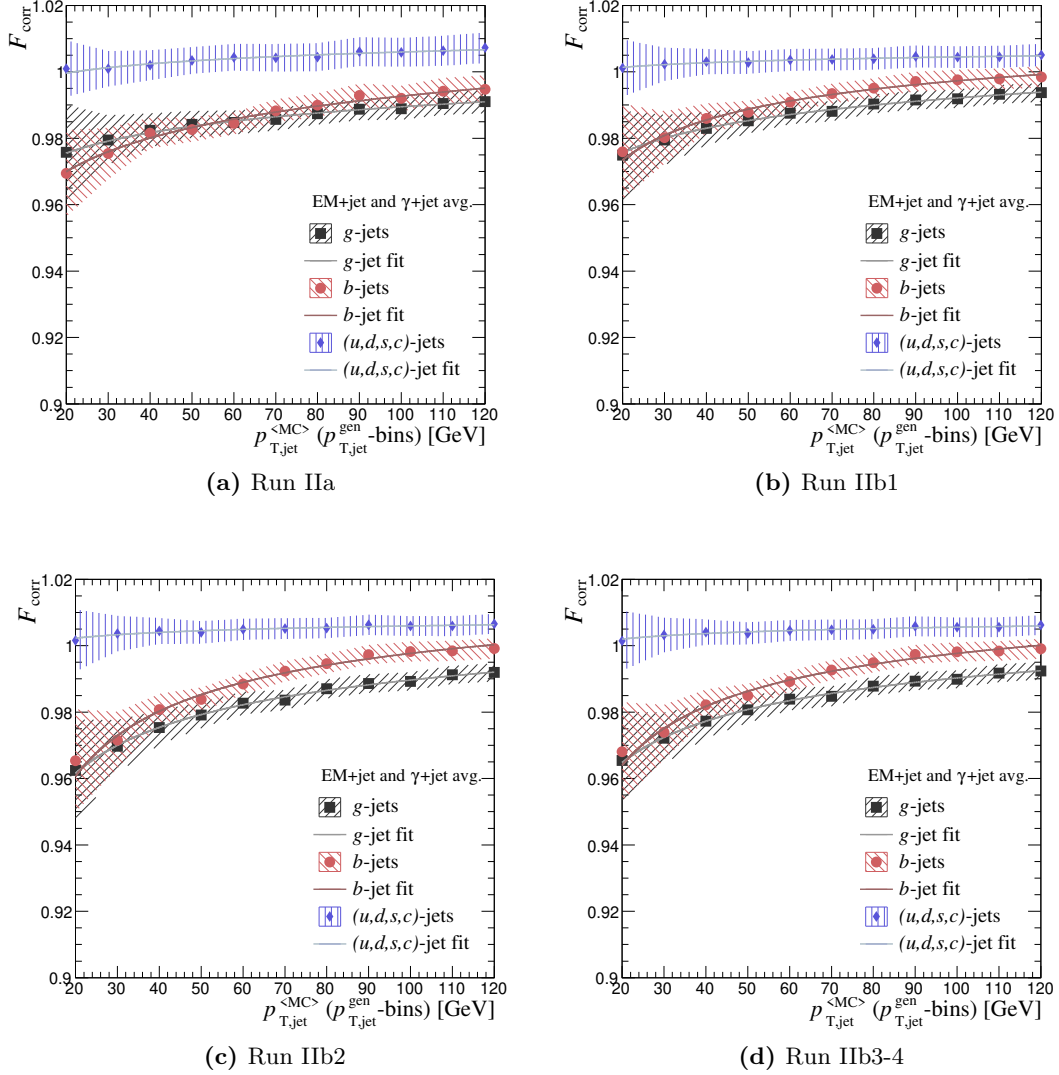 F_corr
1.02
1
0.98
0.96
0.94
0.92
0.9
EM+jet and γ+jet avg.
g-jets
g-jet fit
b-jets
b-jet fit
(u,d,s,c)-jets
(u,d,s,c)-jet fit
20 30 40 50 60 70 80 90 100 110 120
p_T,jet^<MC> (p_T,jet^gen-bins) [GeV]
(a) Run IIa
F_corr
1.02
1
0.98
0.96
0.94
0.92
0.9
EM+jet and γ+jet avg.
g-jets
g-jet fit
b-jets
b-jet fit
(u,d,s,c)-jets
(u,d,s,c)-jet fit
20 30 40 50 60 70 80 90 100 110 120
p_T,jet^<MC> (p_T,jet^gen-bins) [GeV]
(b) Run IIb1
F_corr
1.02
1
0.98
0.96
0.94
0.92
0.9
EM+jet and γ+jet avg.
g-jets
g-jet fit
b-jets
b-jet fit
(u,d,s,c)-jets
(u,d,s,c)-jet fit
20 30 40 50 60 70 80 90 100 110 120
p_T,jet^<MC> (p_T,jet^gen-bins) [GeV]
(c) Run IIb2
F_corr
1.02
1
0.98
0.96
0.94
0.92
0.9
EM+jet and γ+jet avg.
g-jets
g-jet fit
b-jets
b-jet fit
(u,d,s,c)-jets
(u,d,s,c)-jet fit
20 30 40 50 60 70 80 90 100 110 120
p_T,jet^<MC> (p_T,jet^gen-bins) [GeV]
(d) Run IIb3-4